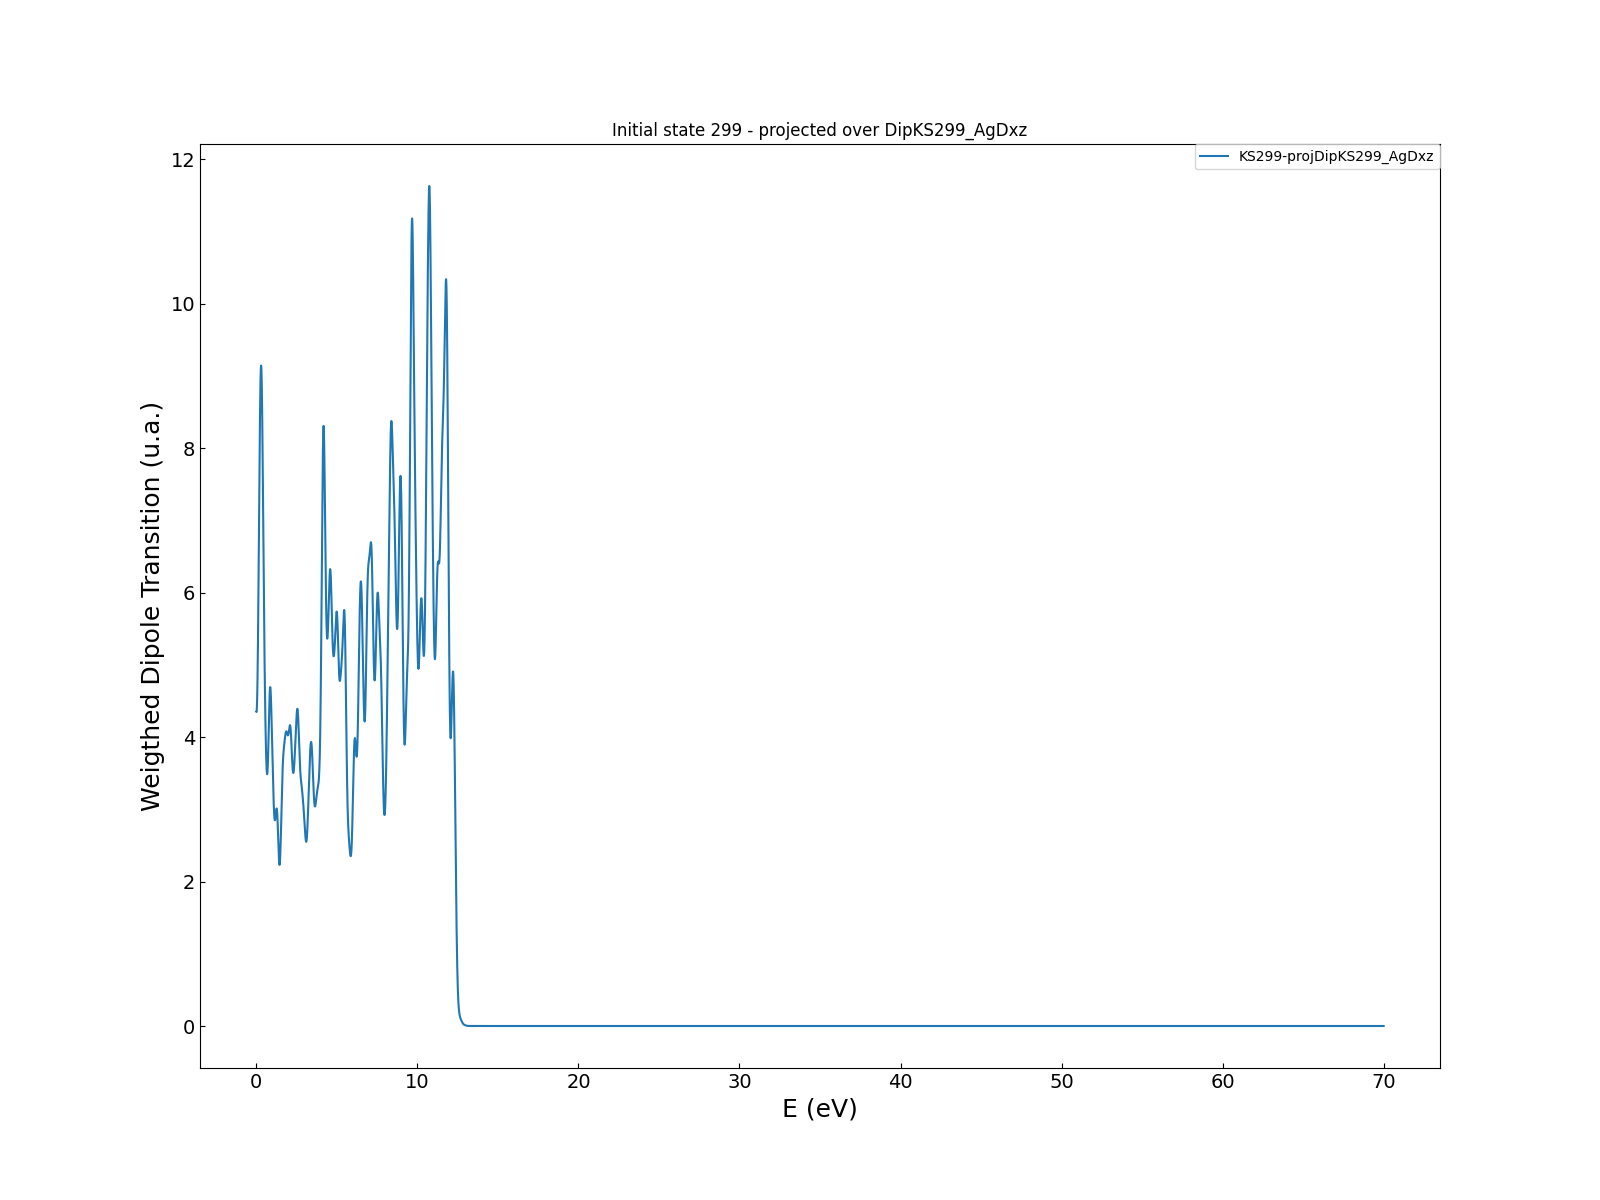 Initial state 299 - projected over DipKS299_AgDxz
KS299-projDipKS299_AgDxz
12
10
8
6
4
2
0
Weigthed Dipole Transition (u.a.)
0 10 20 30 40 50 60 70
E (eV)